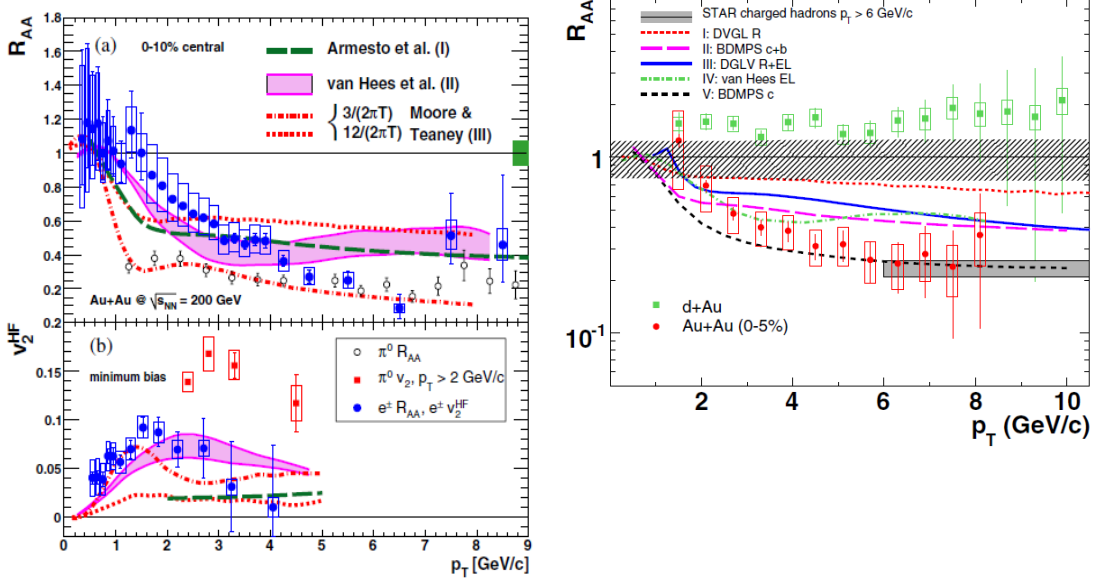 R_AA
1.8
1.6
1.4
1.2
1
0.8
0.6
0.4
0.2
(a)
0-10% central
Armesto et al. (I)
van Hees et al. (II)
3/(2πT) Moore &
12/(2πT) Teaney (III)
Au+Au @ √s_NN = 200 GeV
v_2^HF
0.15
0.1
0.05
0
(b)
minimum bias
π⁰ R_AA
π⁰ v_2, p_T > 2 GeV/c
e± R_AA, e± v_2^HF
0 1 2 3 4 5 6 7 8 9
p_T [GeV/c]
R_AA
STAR charged hadrons p_T > 6 GeV/c
I: DVGL R
II: BDMPS c+b
III: DGLV R+EL
IV: van Hees EL
V: BDMPS c
1
10⁻¹
d+Au
Au+Au (0-5%)
2 4 6 8 10
p_T (GeV/c)